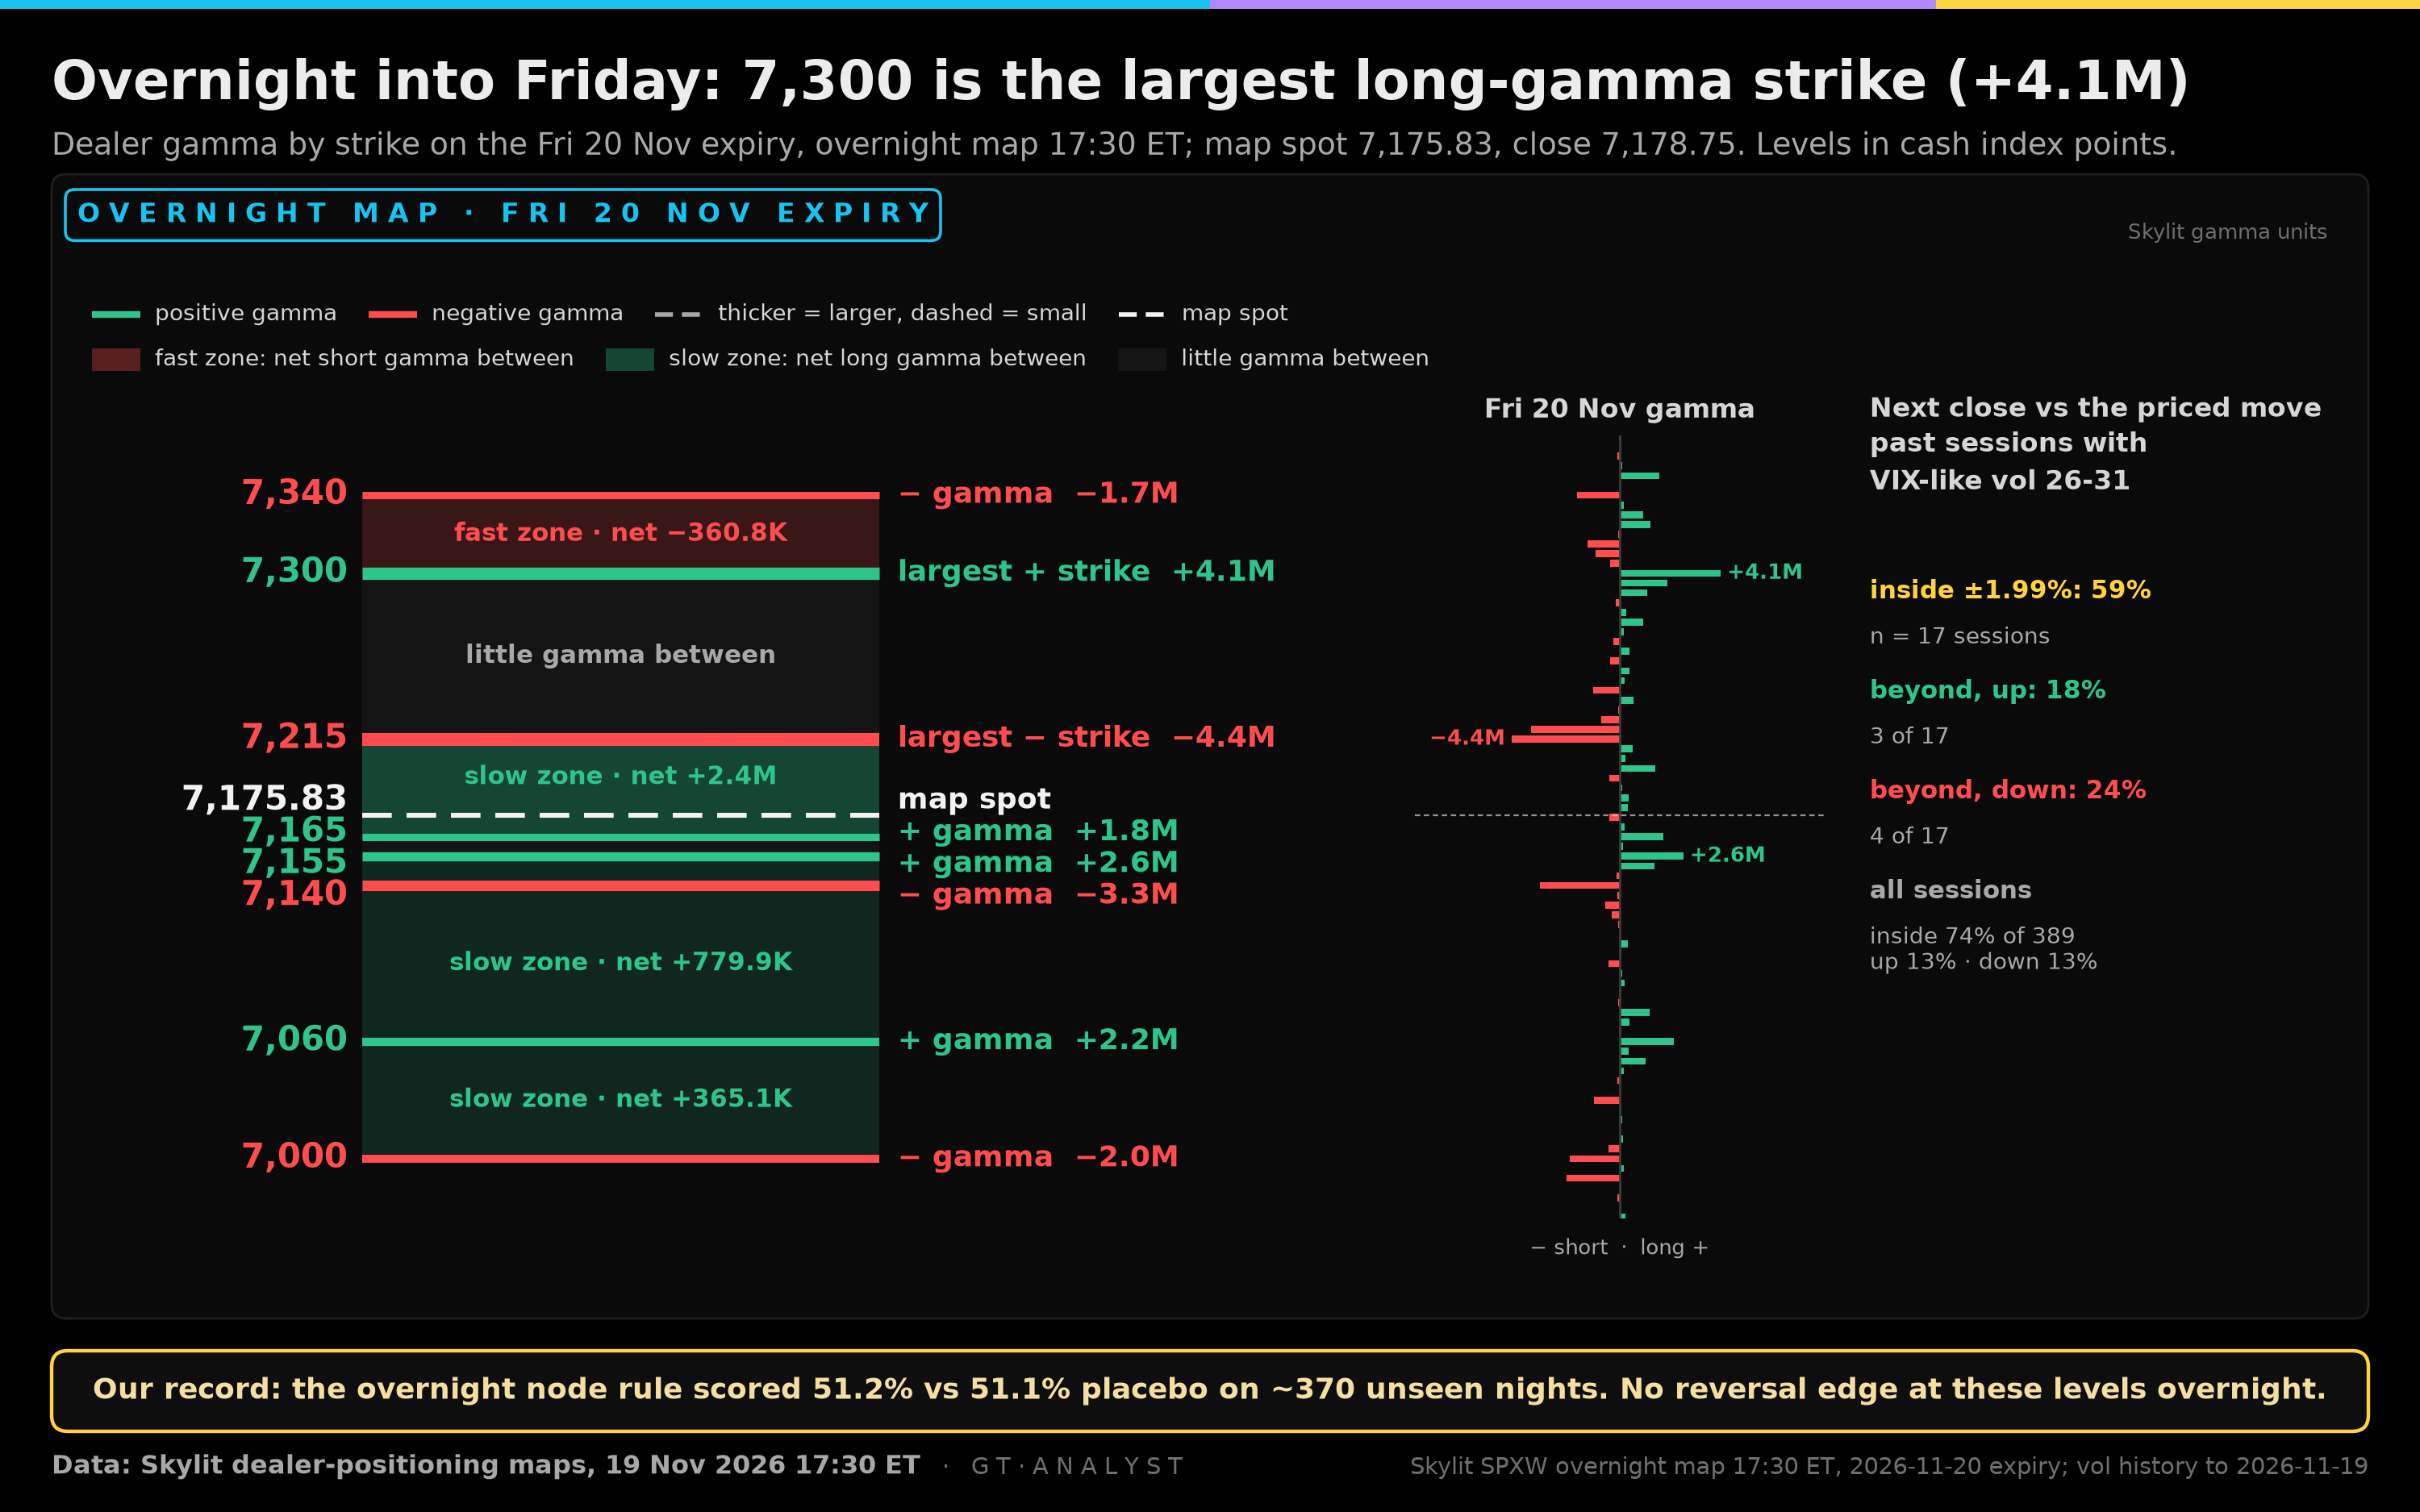 Overnight into Friday: 7,300 is the largest long-gamma strike (+4.1M)
Dealer gamma by strike on the Fri 20 Nov expiry, overnight map 17:30 ET; map spot 7,175.83, close 7,178.75. Levels in cash index points.
OVERNIGHT MAP · FRI 20 NOV EXPIRY
Skylit gamma units
positive gamma
negative gamma
thicker = larger, dashed = small
map spot
fast zone: net short gamma between
slow zone: net long gamma between
little gamma between
7,340
fast zone · net −360.8K
− gamma −1.7M
7,300
largest + strike +4.1M
little gamma between
7,215
largest − strike −4.4M
slow zone · net +2.4M
7,175.83
map spot
7,165
+ gamma +1.8M
7,155
+ gamma +2.6M
7,140
− gamma −3.3M
slow zone · net +779.9K
7,060
+ gamma +2.2M
slow zone · net +365.1K
7,000
− gamma −2.0M
Fri 20 Nov gamma
+4.1M
−4.4M
+2.6M
− short · long +
Next close vs the priced move
past sessions with
VIX-like vol 26-31
inside ±1.99%: 59%
n = 17 sessions
beyond, up: 18%
3 of 17
beyond, down: 24%
4 of 17
all sessions
inside 74% of 389
up 13% · down 13%
Our record: the overnight node rule scored 51.2% vs 51.1% placebo on ~370 unseen nights. No reversal edge at these levels overnight.
Data: Skylit dealer-positioning maps, 19 Nov 2026 17:30 ET · GT·ANALYST
Skylit SPXW overnight map 17:30 ET, 2026-11-20 expiry; vol history to 2026-11-19